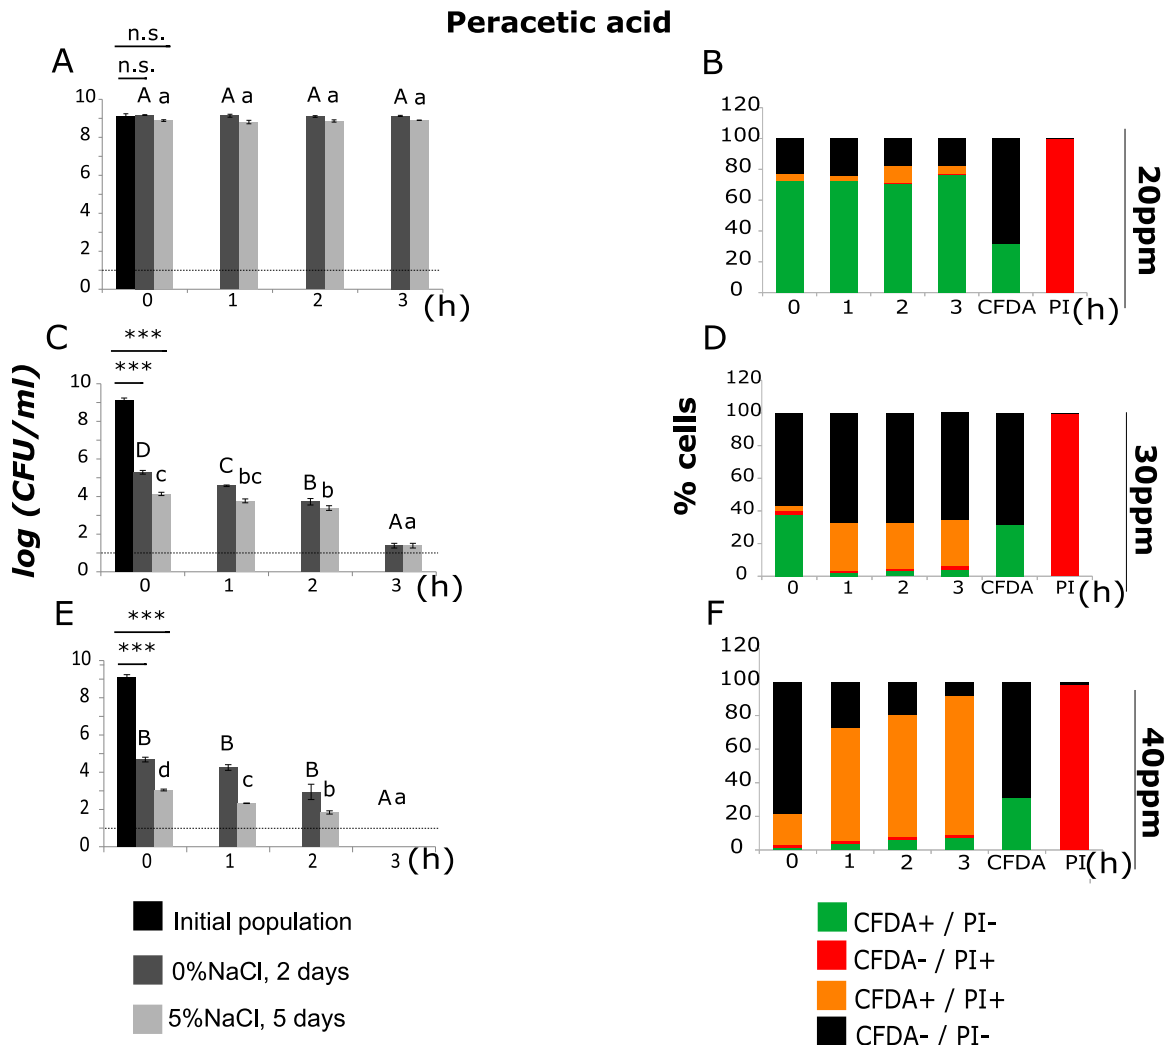 Peracetic acid
A
n.s.
n.s.
A a A a A a A a
10
8
6
4
2
0
0 1 2 3 (h)
B
120
100
80
60
40
20
0
0 1 2 3 CFDA PI (h)
20ppm
C
***
***
D c C bc B b A a
10
8
6
4
2
0
0 1 2 3 (h)
log (CFU/ml)
D
120
100
80
60
40
20
0
0 1 2 3 CFDA PI (h)
% cells
30ppm
E
***
***
B d B c B b A a
10
8
6
4
2
0
0 1 2 3 (h)
F
120
100
80
60
40
20
0
0 1 2 3 CFDA PI (h)
40ppm
Initial population
0%NaCl, 2 days
5%NaCl, 5 days
CFDA+ / PI-
CFDA- / PI+
CFDA+ / PI+
CFDA- / PI-